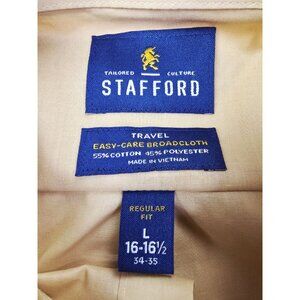 TAILORED CULTURE
STAFFORD
TRAVEL
EASY-CARE BROADCLOTH
55% COTTON 45% POLYESTER
MADE IN VIETNAM
REGULAR
FIT
L
16-16½
34-35